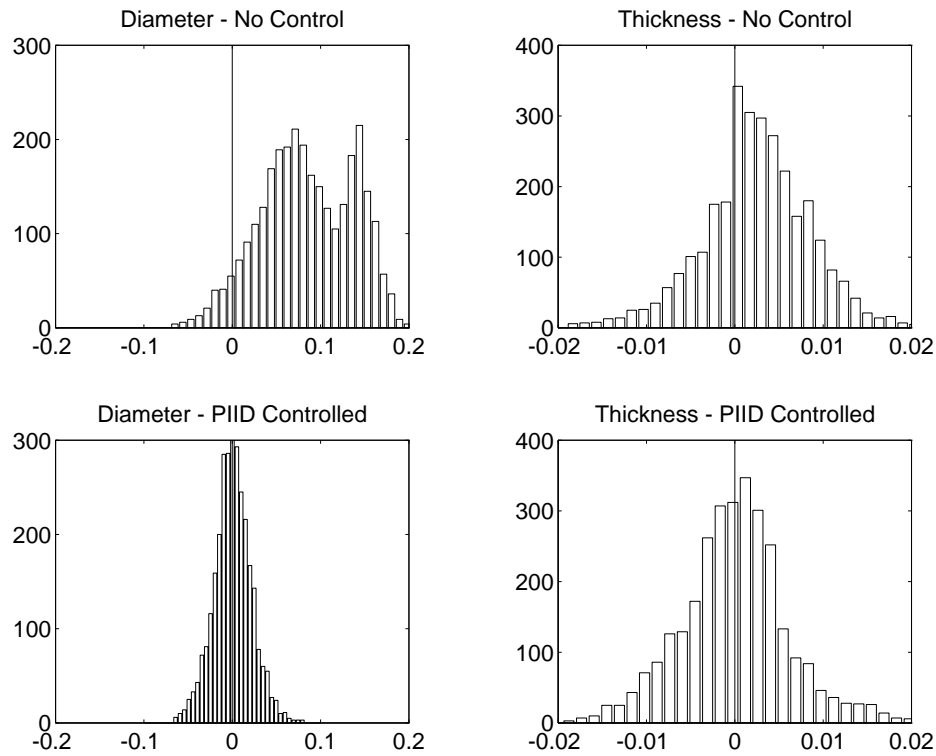 Diameter - No Control
300
200
100
0
-0.2 -0.1 0 0.1 0.2
Thickness - No Control
400
300
200
100
0
-0.02 -0.01 0 0.01 0.02
Diameter - PIID Controlled
300
200
100
0
-0.2 -0.1 0 0.1 0.2
Thickness - PIID Controlled
400
300
200
100
0
-0.02 -0.01 0 0.01 0.02